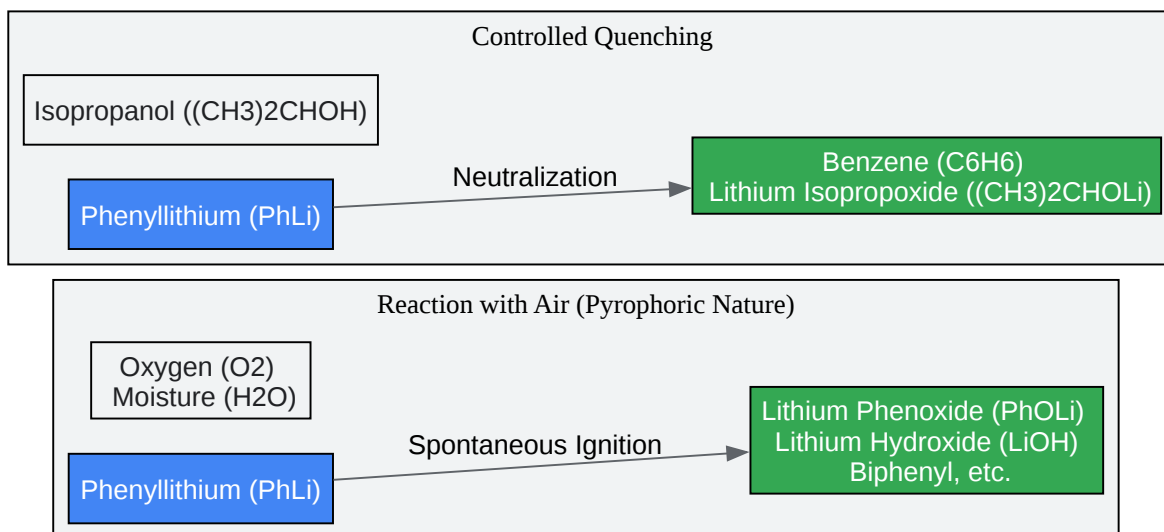 Controlled Quenching
Isopropanol ((CH3)2CHOH)
Phenyllithium (PhLi)
Neutralization
Benzene (C6H6)
Lithium Isopropoxide ((CH3)2CHOLi)
Reaction with Air (Pyrophoric Nature)
Oxygen (O2)
Moisture (H2O)
Phenyllithium (PhLi)
Spontaneous Ignition
Lithium Phenoxide (PhOLi)
Lithium Hydroxide (LiOH)
Biphenyl, etc.